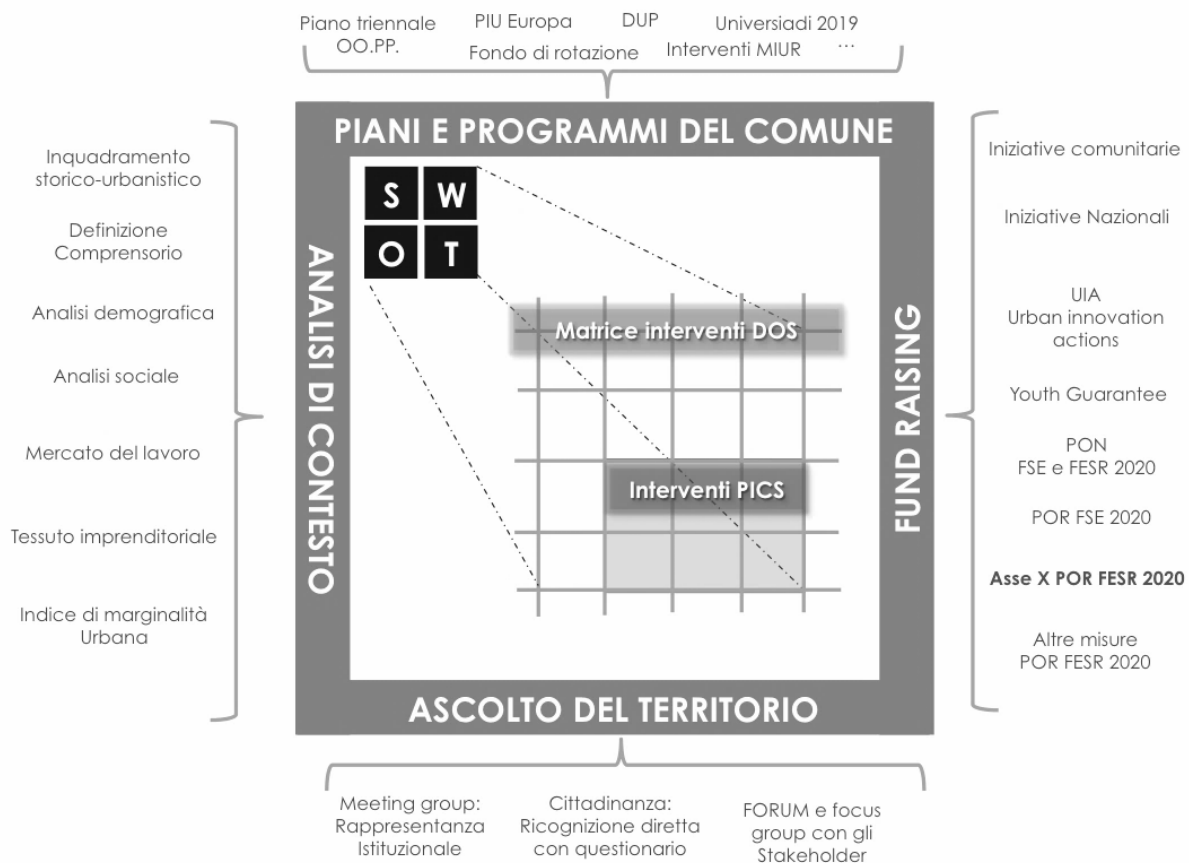 Piano triennale
OO.PP.
PIU Europa
DUP
Universiadi 2019
Fondo di rotazione
Interventi MIUR
...
PIANI E PROGRAMMI DEL COMUNE
Inquadramento
storico-urbanistico
Definizione
Comprensorio
Analisi demografica
Analisi sociale
Mercato del lavoro
Tessuto imprenditoriale
Indice di marginalità
Urbana
ANALISI DI CONTESTO
S W
O T
Matrice interventi DOS
Interventi PICS
FUND RAISING
Iniziative comunitarie
Iniziative Nazionali
UIA
Urban innovation
actions
Youth Guarantee
PON
FSE e FESR 2020
POR FSE 2020
Asse X POR FESR 2020
Altre misure
POR FESR 2020
ASCOLTO DEL TERRITORIO
Meeting group:
Rappresentanza
Istituzionale
Cittadinanza:
Ricognizione diretta
con questionario
FORUM e focus
group con gli
Stakeholder